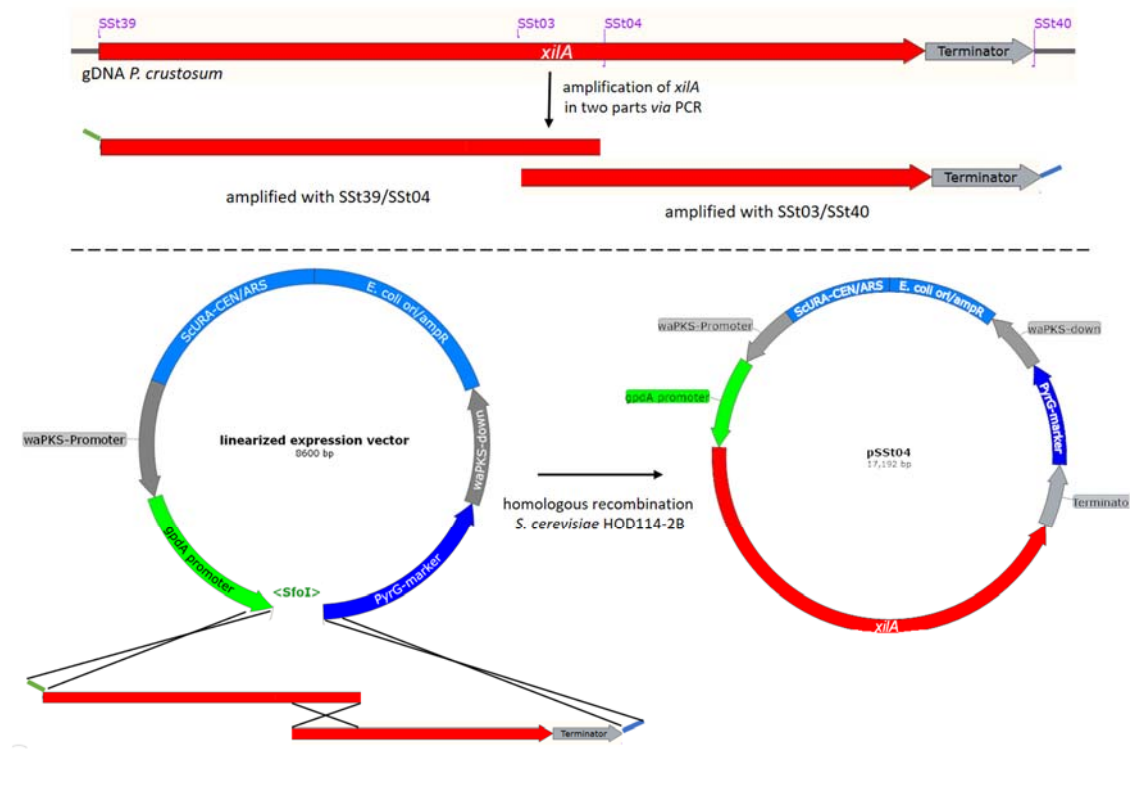 SSt39
SSt03
SSt04
SSt40
xilA
Terminator
gDNA P. crustosum
amplification of xilA
in two parts via PCR
Terminator
amplified with SSt39/SSt04
amplified with SSt03/SSt40
ScURA-CEN/ARS
E. coli ori/ampR
waPKS-Promoter
waPKS-down
linearized expression vector
8600 bp
gpdA promoter
<SfoI>
PyrG-marker
homologous recombination
S. cerevisiae HOD114-2B
ScURA-CEN/ARS
E. coli ori/ampR
waPKS-Promoter
waPKS-down
gpdA promoter
PyrG-marker
pSSt04
17,192 bp
Terminato
xilA
Terminator